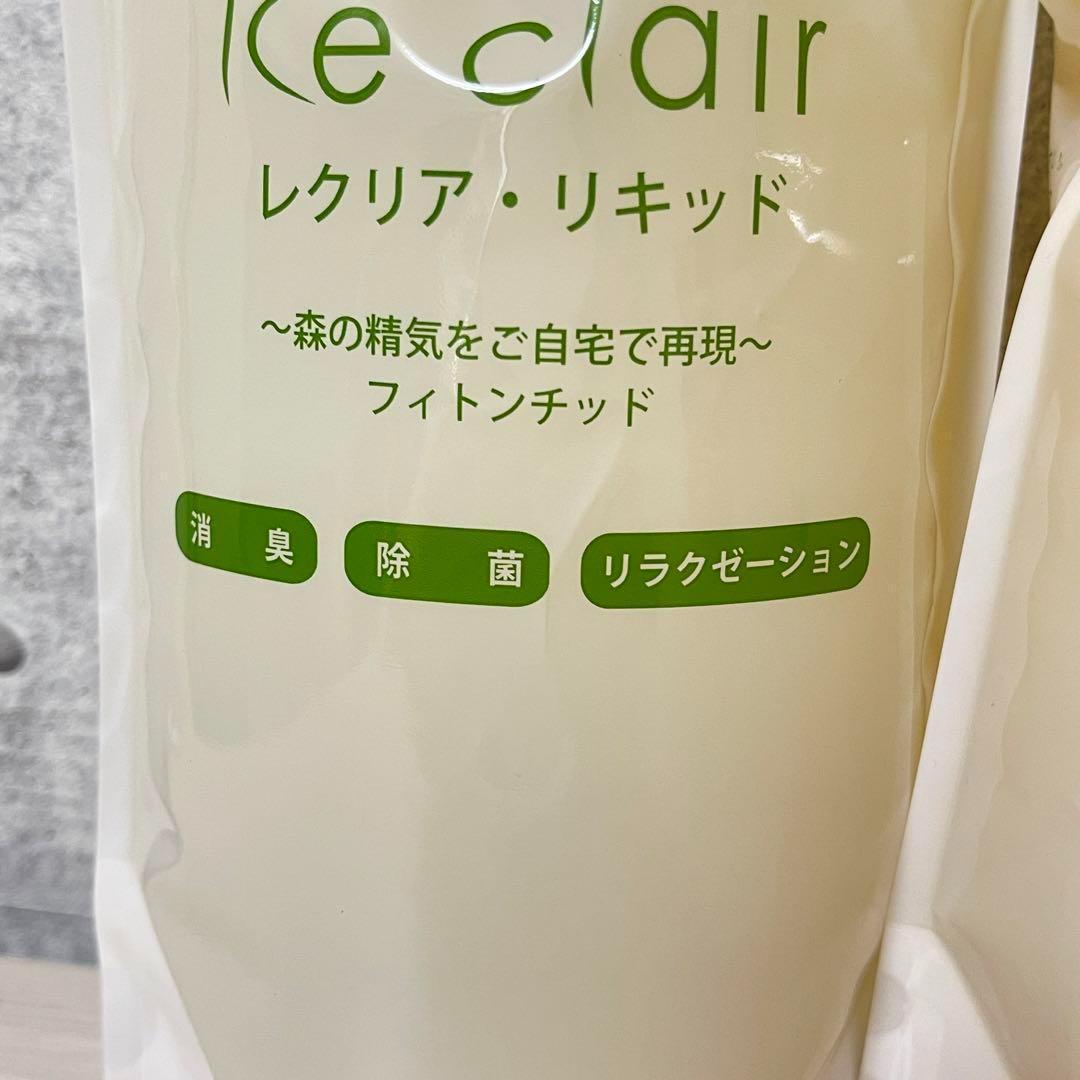 Re clair
レクリア・リキッド
～森の精気をご自宅で再現～
フィトンチッド
消臭 除菌 リラクゼーション